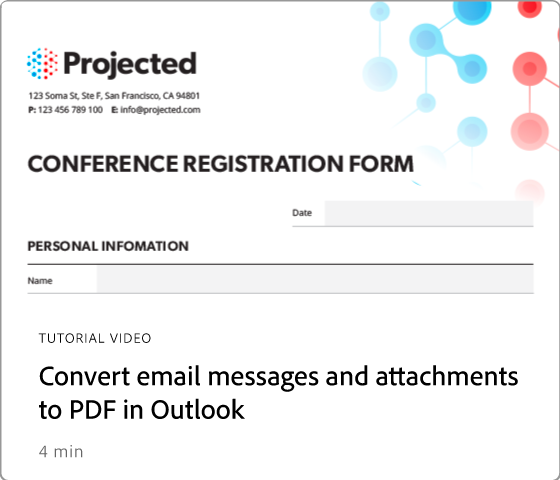 Projected
123 Soma St, Ste F, San Francisco, CA 94801
P: 123 456 789 100 E: info@projected.com
CONFERENCE REGISTRATION FORM
Date
PERSONAL INFOMATION
Name
TUTORIAL VIDEO
Convert email messages and attachments
to PDF in Outlook
4 min